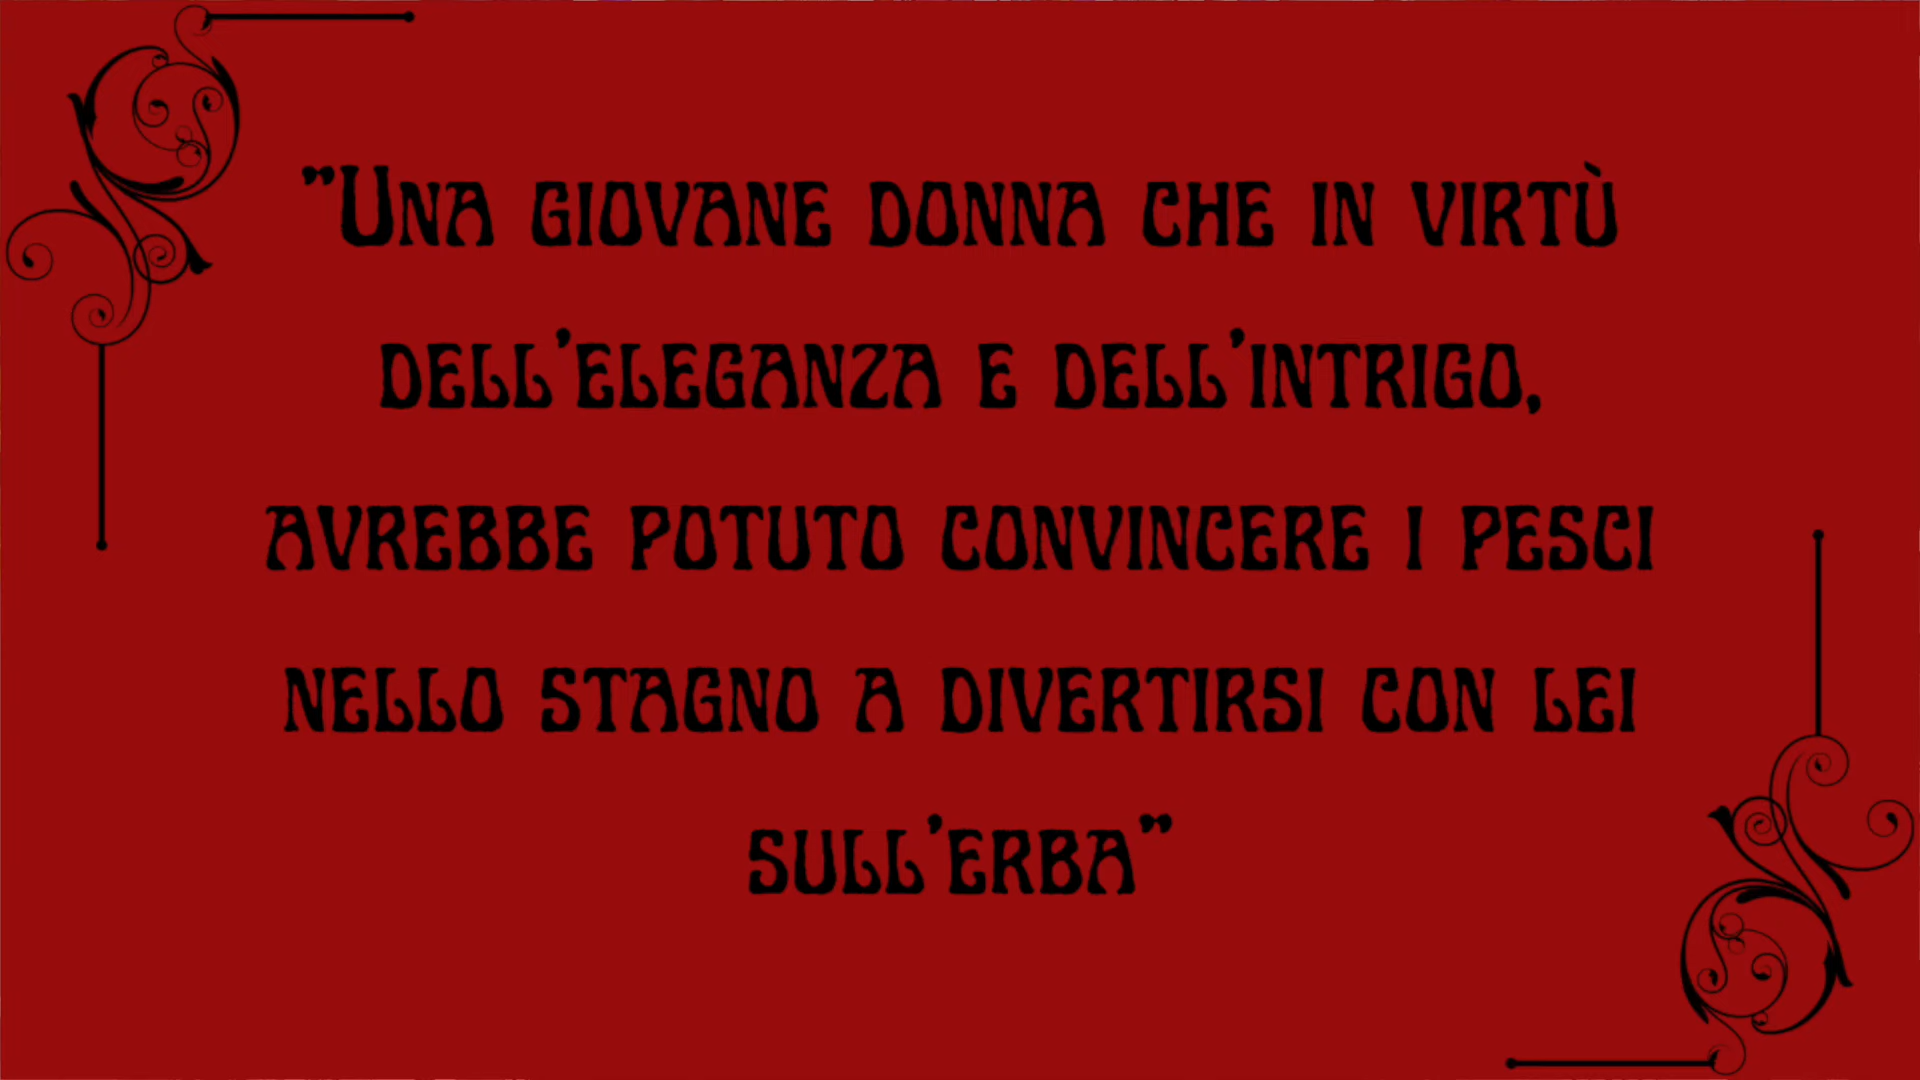 "Una giovane donna che in virtù
dell'eleganza e dell'intrigo,
avrebbe potuto convincere i pesci
nello stagno a divertirsi con lei
sull'erba"